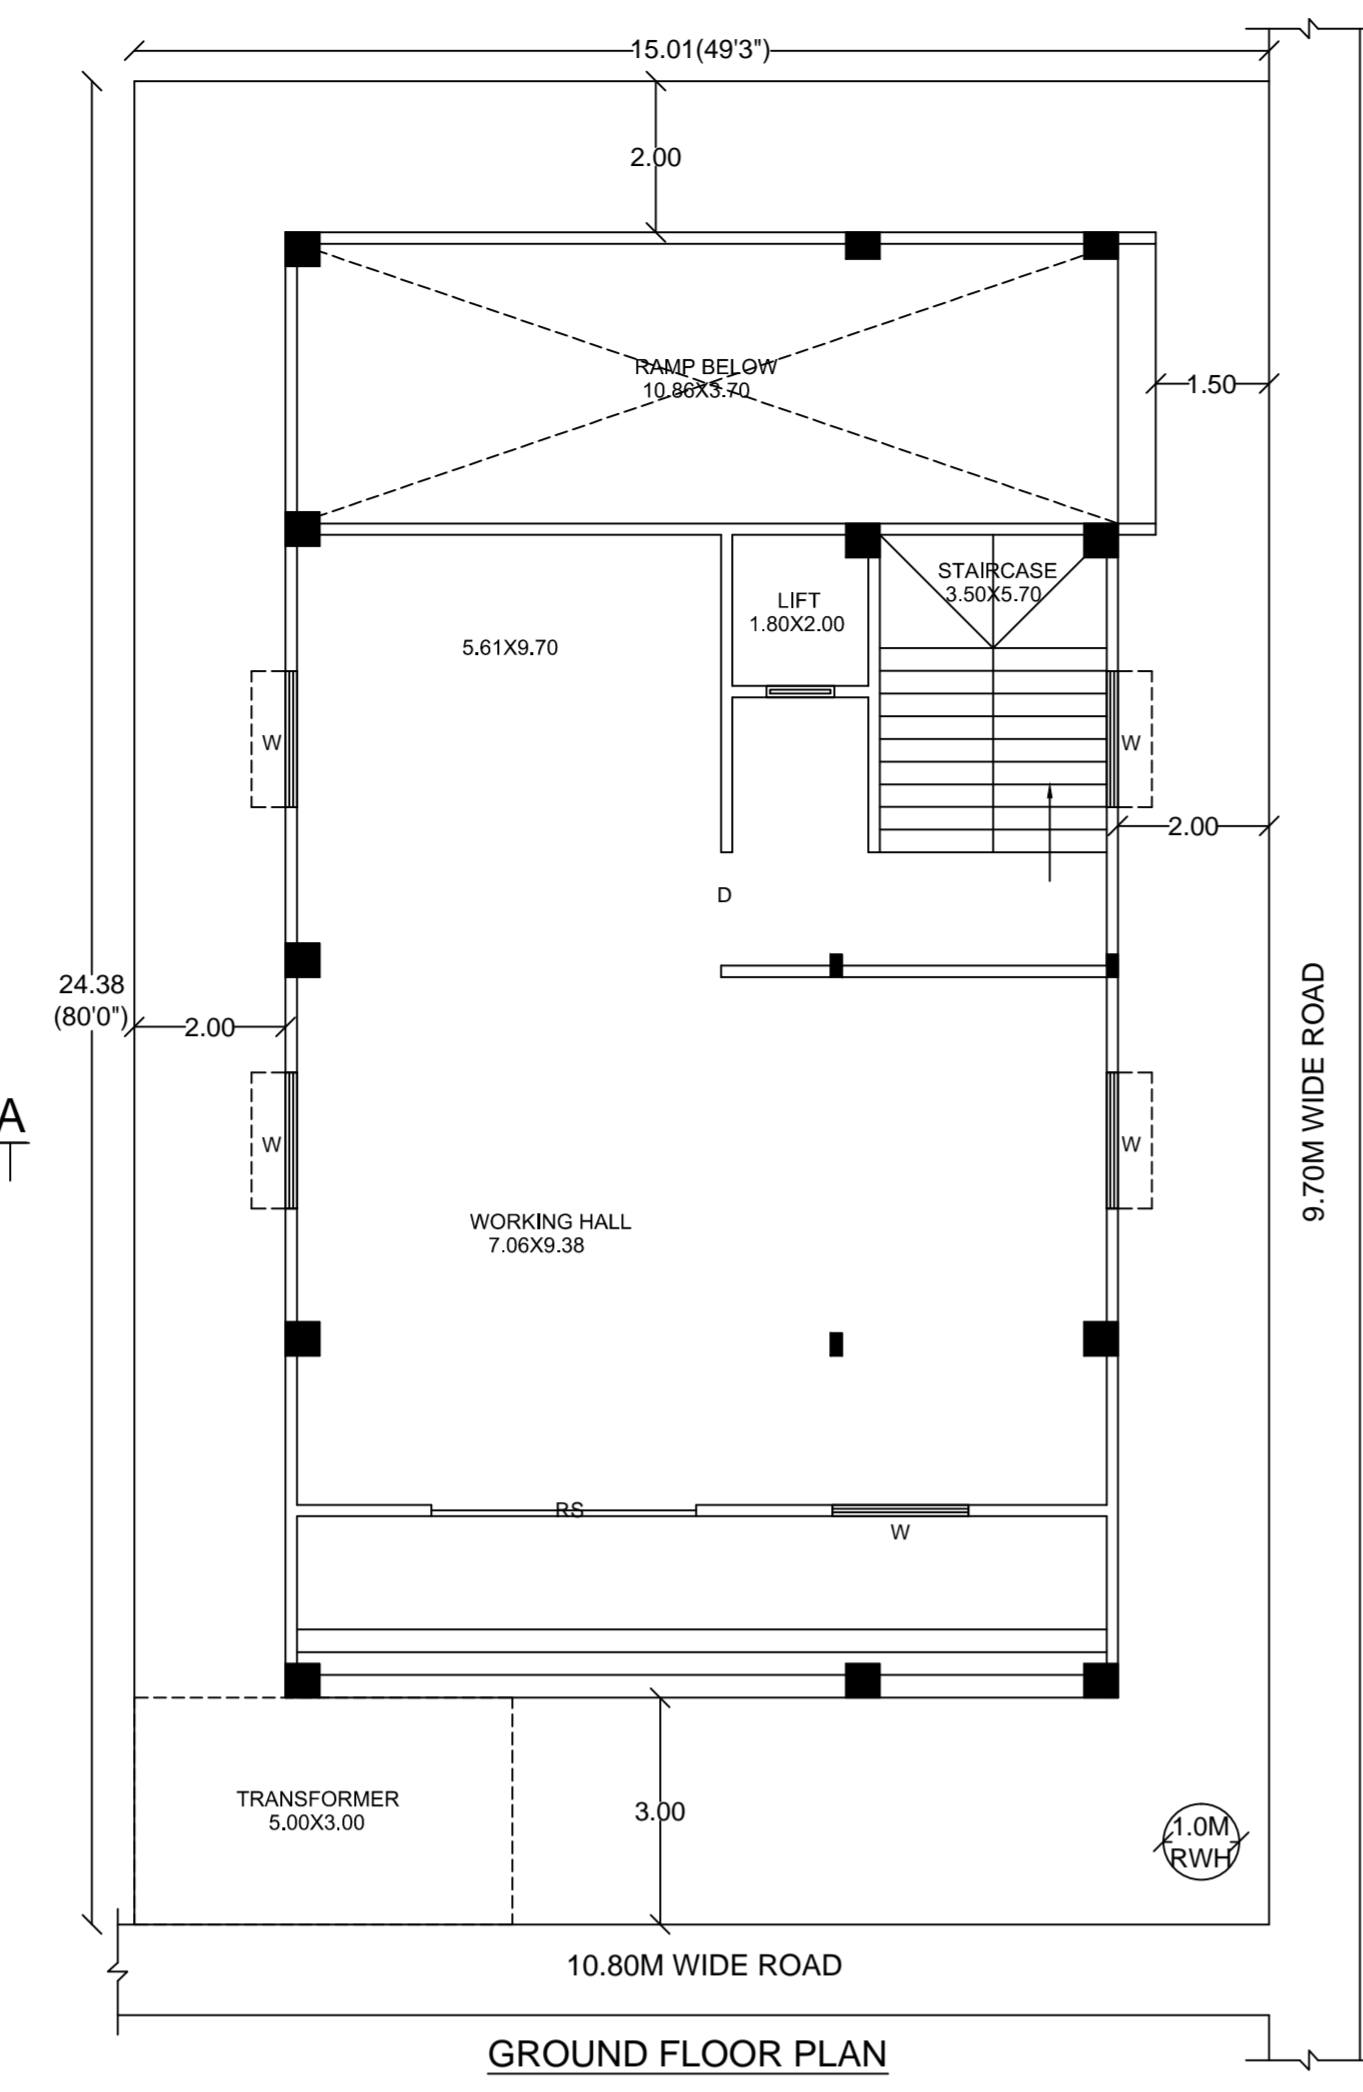 15.01(49'3")
2.00
RAMP BELOW
10.86X3.70
1.50
STAIRCASE
3.50X5.70
LIFT
1.80X2.00
5.61X9.70
W
W
2.00
D
24.38
(80'0")
2.00
9.70M WIDE ROAD
A
W
W
WORKING HALL
7.06X9.38
RS
W
TRANSFORMER
5.00X3.00
3.00
1.0M
RWH
10.80M WIDE ROAD
GROUND FLOOR PLAN